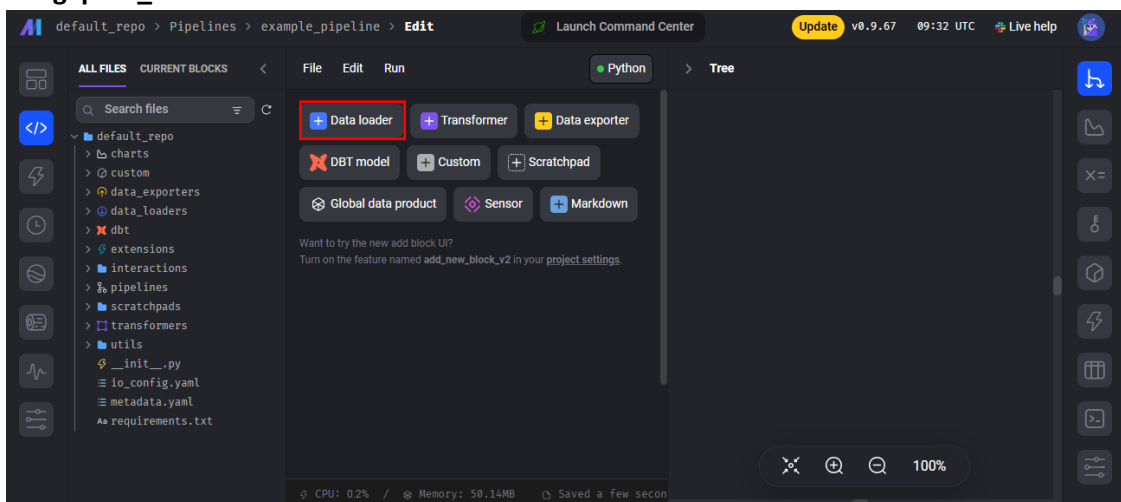 default_repo > Pipelines > example_pipeline > Edit
Launch Command Center
Update v0.9.67 09:32 UTC Live help
ALL FILES CURRENT BLOCKS <
File Edit Run
Python
> Tree
Search files
default_repo
charts
custom
data_exporters
data_loaders
dbt
extensions
interactions
pipelines
scratchpads
transformers
utils
__init__.py
io_config.yaml
metadata.yaml
Aa requirements.txt
+ Data loader + Transformer + Data exporter
DBT model + Custom + Scratchpad
Global data product Sensor + Markdown
Want to try the new add block UI?
Turn on the feature named add_new_block_v2 in your project settings.
CPU: 0.2% / Memory: 50.14MB Saved a few secon
100%